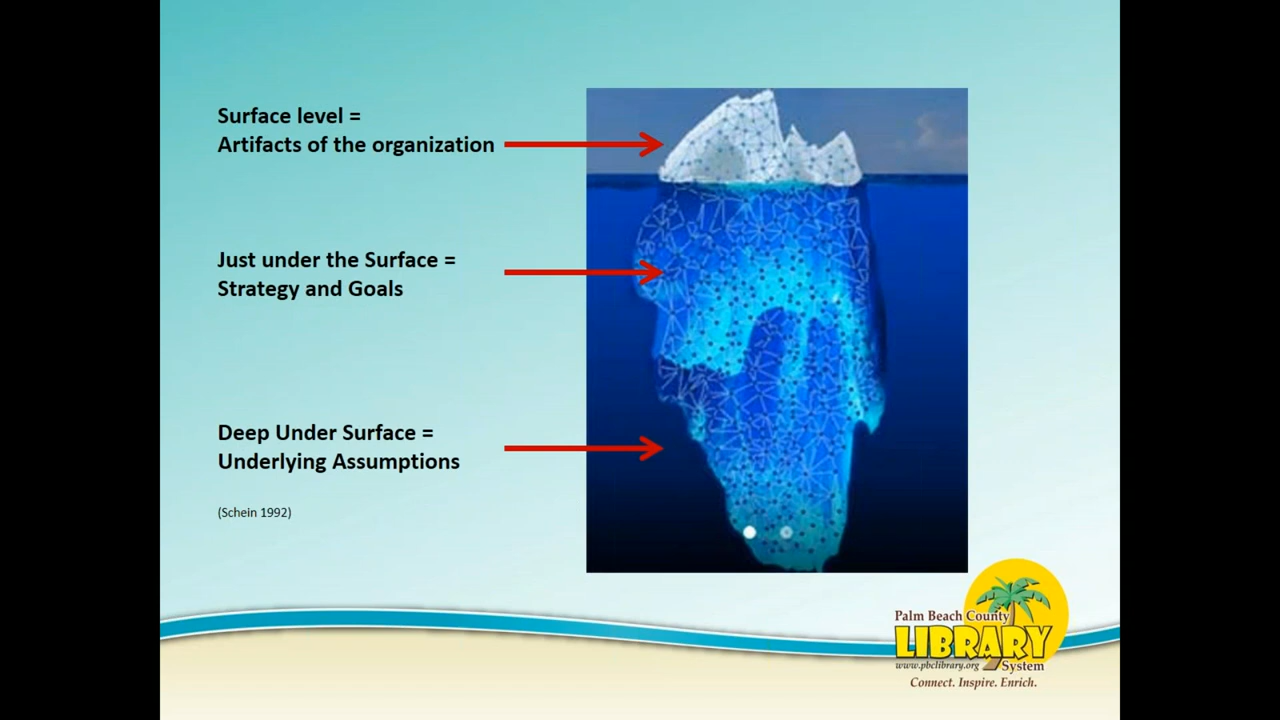 Surface level =
Artifacts of the organization
Just under the Surface =
Strategy and Goals
Deep Under Surface =
Underlying Assumptions
(Schein 1992)
Palm Beach County
LIBRARY
www.pbclibrary.org System
Connect. Inspire. Enrich.